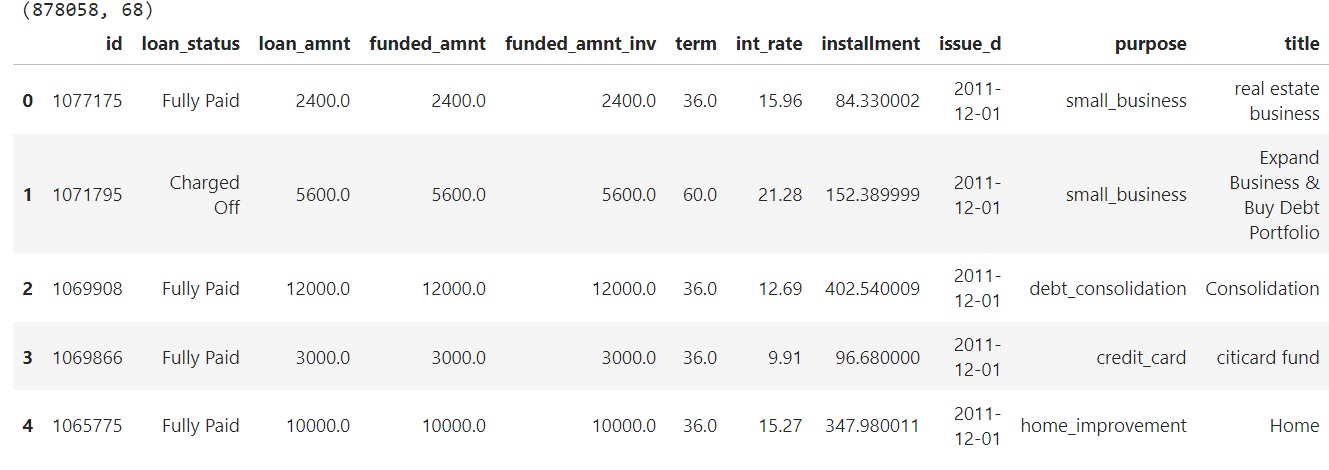 (878058, 68)
id loan_status loan_amnt funded_amnt funded_amnt_inv term int_rate installment issue_d purpose title
0 1077175 Fully Paid 2400.0 2400.0 2400.0 36.0 15.96 84.330002 2011-12-01 small_business real estate business
1 1071795 Charged Off 5600.0 5600.0 5600.0 60.0 21.28 152.389999 2011-12-01 small_business Expand Business & Buy Debt Portfolio
2 1069908 Fully Paid 12000.0 12000.0 12000.0 36.0 12.69 402.540009 2011-12-01 debt_consolidation Consolidation
3 1069866 Fully Paid 3000.0 3000.0 3000.0 36.0 9.91 96.680000 2011-12-01 credit_card citicard fund
4 1065775 Fully Paid 10000.0 10000.0 10000.0 36.0 15.27 347.980011 2011-12-01 home_improvement Home